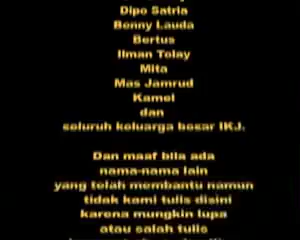 Dipo Satria
Benny Lauda
Bertus
Ilman Tolay
Mita
Mas Jamrud
Kamel
dan
seluruh keluarga besar IKJ.
Dan maaf bila ada
nama-nama lain
yang telah membantu namun
tidak kami tulis disini
karena mungkin lupa
atau salah tulis